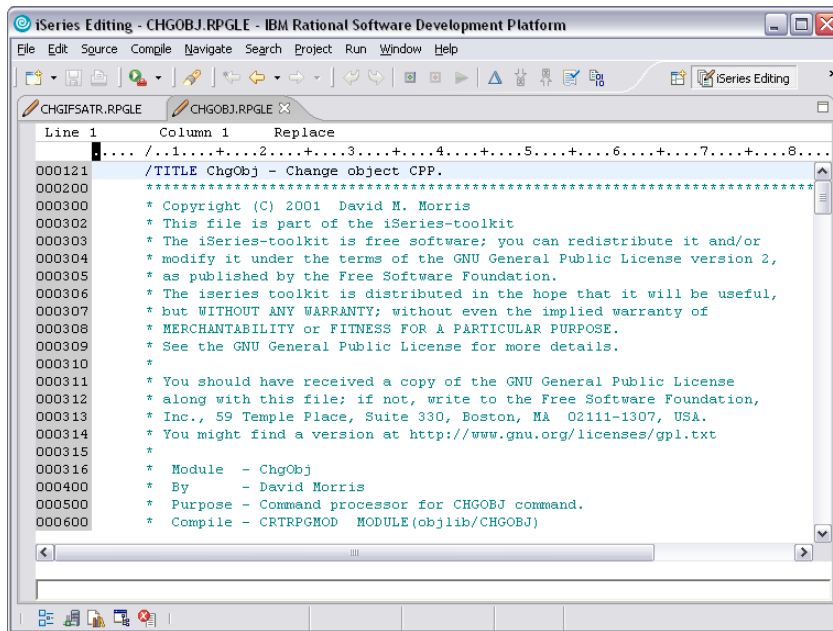 iSeries Editing - CHGOBJ.RPGLE - IBM Rational Software Development Platform
File Edit Source Compile Navigate Search Project Run Window Help
iSeries Editing
CHGIFSATR.RPGLE CHGOBJ.RPGLE
Line 1 Column 1 Replace
..... /..1....+....2....+....3....+....4....+....5....+....6....+....7....+....8....
000121 /TITLE ChgObj - Change object CPP.
000200 *****************************************************************************
000300 * Copyright (C) 2001  David M. Morris
000302 * This file is part of the iSeries-toolkit
000303 * The iSeries-toolkit is free software; you can redistribute it and/or
000304 * modify it under the terms of the GNU General Public License version 2,
000305 * as published by the Free Software Foundation.
000306 * The iseries toolkit is distributed in the hope that it will be useful,
000307 * but WITHOUT ANY WARRANTY; without even the implied warranty of
000308 * MERCHANTABILITY or FITNESS FOR A PARTICULAR PURPOSE.
000309 * See the GNU General Public License for more details.
000310 *
000311 * You should have received a copy of the GNU General Public License
000312 * along with this file; if not, write to the Free Software Foundation,
000313 * Inc., 59 Temple Place, Suite 330, Boston, MA  02111-1307, USA.
000314 * You might find a version at http://www.gnu.org/licenses/gpl.txt
000315 *
000316 *  Module  - ChgObj
000400 *  By      - David Morris
000500 *  Purpose - Command processor for CHGOBJ command.
000600 *  Compile - CRTRPGMOD  MODULE(objlib/CHGOBJ)